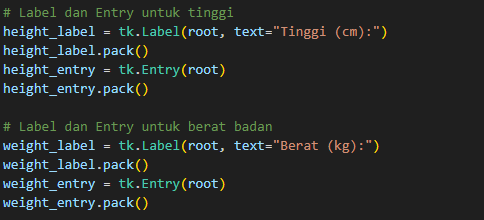 # Label dan Entry untuk tinggi
height_label = tk.Label(root, text="Tinggi (cm):")
height_label.pack()
height_entry = tk.Entry(root)
height_entry.pack()

# Label dan Entry untuk berat badan
weight_label = tk.Label(root, text="Berat (kg):")
weight_label.pack()
weight_entry = tk.Entry(root)
weight_entry.pack()